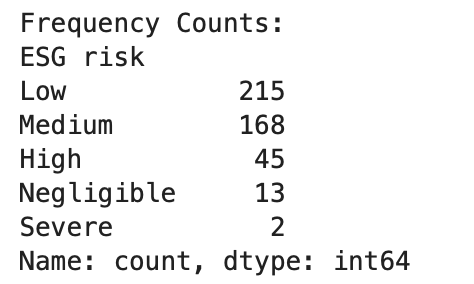 Frequency Counts:
ESG risk
Low 215
Medium 168
High 45
Negligible 13
Severe 2
Name: count, dtype: int64